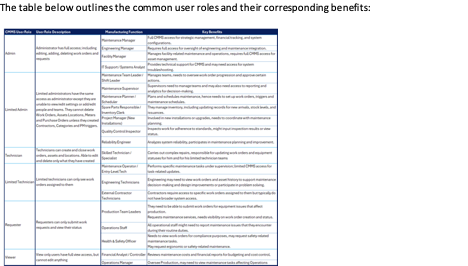 The table below outlines the common user roles and their corresponding benefits:
CMMS User Role User Role Description Manufacturing Function Key Benefits
Admin
Administrator has full access; including
editing, adding, deleting work orders and
requests
Maintenance Manager
Full CMMS access for strategic management, financial tracking, and system
configurations.
Engineering Manager
Requires full access for oversight of engineering and maintenance integration.
Facility Manager
Manages facility-related maintenance and operations, required full CMMS access for
asset management.
IT Support / Systems Analyst
Provides technical support for CMMS and may need access for system
troubleshooting.
Limited Admin
Limited administrators have the same
access as administrators except they are
unable to view
Work Orders, Assets Locations, Meters
and Purchase Orders unless they created
Contractors, Categories and PM triggers.
Maintenance Team Leader /
Shift Leader
Manages teams, needs to oversee work order progression and approve certain
actions.
Maintenance Supervisor
Supervisors need to manage teams and may also need access to reporting and
analytics for decision making.
Maintenance Planner /
Scheduler
Plans and schedules maintenance, hence needs to set up work orders, triggers and
maintenance schedules.
Spare Parts Responsible /
Inventory Clerk
They manage inventory, including updating records for new arrivals, stock levels, and
issuances.
Project Manager (New
Installations)
Involved in new installations or upgrades, needs to coordinate with maintenance
planning.
Quality Control Inspector
Inspects work for adherence to standards, might input inspection results or view
status.
Reliability Engineer
Analyzes system reliability, participates in maintenance planning and improvement.
Technician
Technicians can create and close work
orders, assets and locations. Able to edit
and delete only what they have created
Skilled Technician /
Specialist
Carries out complex repairs, responsible for updating work orders and equipment
statuses
Limited Technician
Limited technicians can only see work
orders assigned to them
Maintenance Operator /
Entry-Level Tech
Performs specific maintenance tasks under supervision; limited CMMS access for
task-related updates.
Engineering Technicians
Engineering may need to view work orders and asset history to support maintenance
decision-making and design improvements or participate in problem solving.
External Contractor
Technicians
Contractors require access to specific work orders assigned to them but typically do
not have broader system access.
Requester
Requesters can only submit work
requests and view their status
Production Team Leaders
They need to be able to submit work orders for equipment issues that affect
production.
Requests maintenance services, needs visibility on work order creation and status.
Operations Staff
All operational staff might need to report maintenance issues that they encounter
during their routine duties.
Health & Safety Officer
Needs to view work orders for compliance purposes, may request safety-related
maintenance tasks.
May request ergonomic or safety-related maintenance.
Viewer
View only users have full view access, but
cannot edit anything
Financial Analyst / Controller
Reviews maintenance costs and financial reports for budgeting and cost control.
Operations Manager
Oversee Production, may need to view maintenance tasks affecting Operations